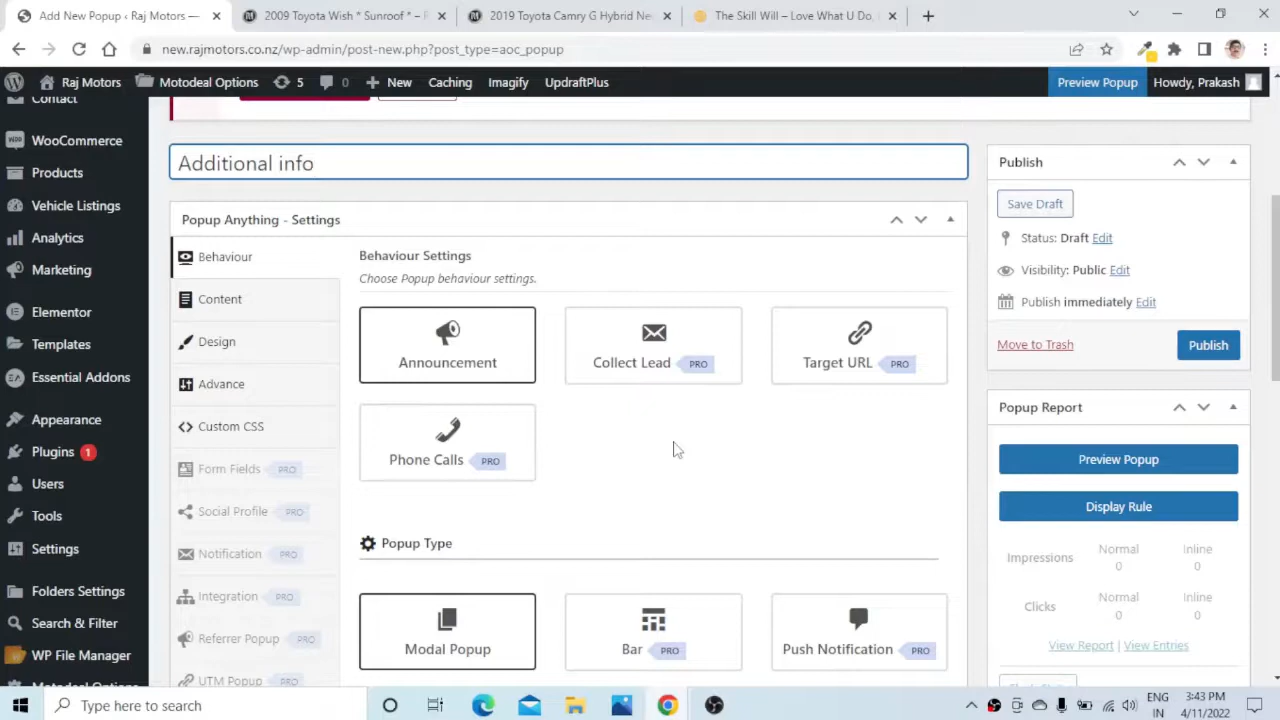 Add New Popup ‹ Raj Motors —
2009 Toyota Wish * Sunroof * – R
2019 Toyota Camry G Hybrid Ne
The Skill Will – Love What U Do.
new.rajmotors.co.nz/wp-admin/post-new.php?post_type=aoc_popup
Raj Motors
Motodeal Options
5
0
New
Caching
Imagify
UpdraftPlus
Preview Popup
Howdy, Prakash
Contact
WooCommerce
Products
Vehicle Listings
Analytics
Marketing
Elementor
Templates
Essential Addons
Appearance
Plugins 1
Users
Tools
Settings
Folders Settings
Search & Filter
WP File Manager
Motodeal Options
Additional info
Popup Anything - Settings
Behaviour
Content
Design
Advance
Custom CSS
Form Fields PRO
Social Profile PRO
Notification PRO
Integration PRO
Referrer Popup PRO
UTM Popup PRO
Behaviour Settings
Choose Popup behaviour settings.
Announcement
Collect Lead PRO
Target URL PRO
Phone Calls PRO
Popup Type
Modal Popup
Bar PRO
Push Notification PRO
Publish
Save Draft
Status: Draft Edit
Visibility: Public Edit
Publish immediately Edit
Move to Trash
Publish
Popup Report
Preview Popup
Display Rule
Impressions
Normal
0
Inline
0
Clicks
Normal
0
Inline
0
View Report | View Entries
Type here to search
ENG
IN
3:43 PM
4/11/2022